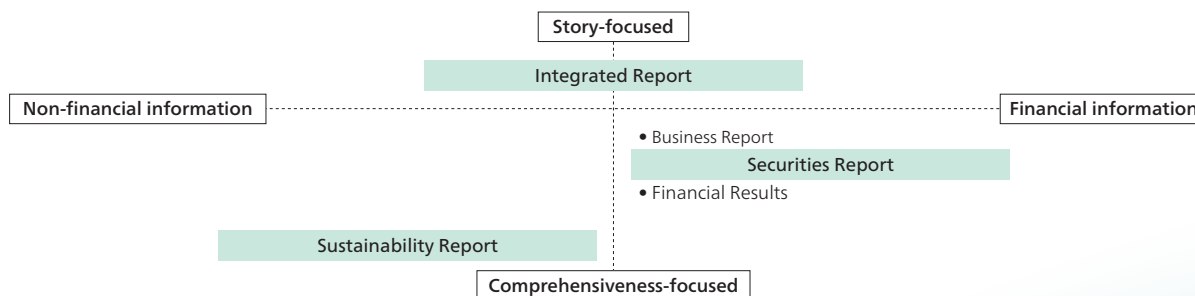 Story-focused
Integrated Report
Non-financial information
Financial information
• Business Report
Securities Report
• Financial Results
Sustainability Report
Comprehensiveness-focused